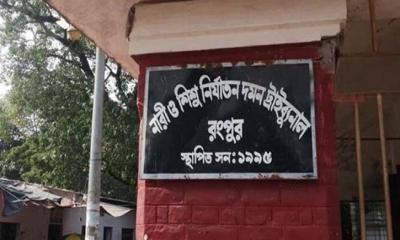 নারী ও শিশু নির্যাতন দমন ট্রাইব্যুনাল
রংপুর
স্থাপিত সন:১৯৯৫